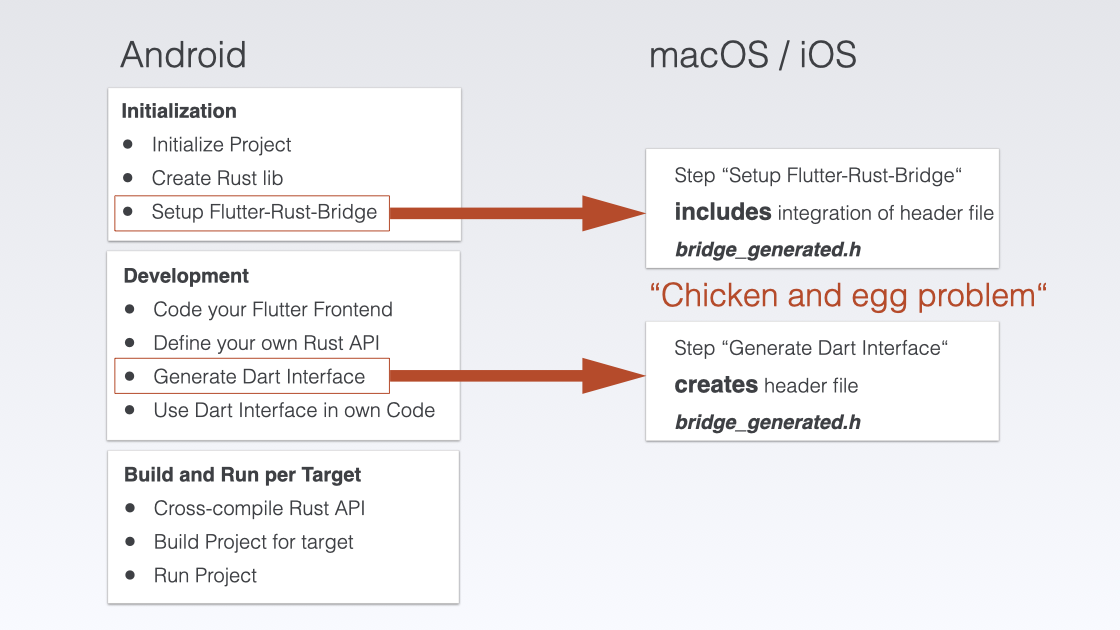 Android
Initialization
● Initialize Project
● Create Rust lib
● Setup Flutter-Rust-Bridge
Development
● Code your Flutter Frontend
● Define your own Rust API
● Generate Dart Interface
● Use Dart Interface in own Code
Build and Run per Target
● Cross-compile Rust API
● Build Project for target
● Run Project
macOS / iOS
Step “Setup Flutter-Rust-Bridge“
includes integration of header file
bridge_generated.h
“Chicken and egg problem“
Step “Generate Dart Interface“
creates header file
bridge_generated.h